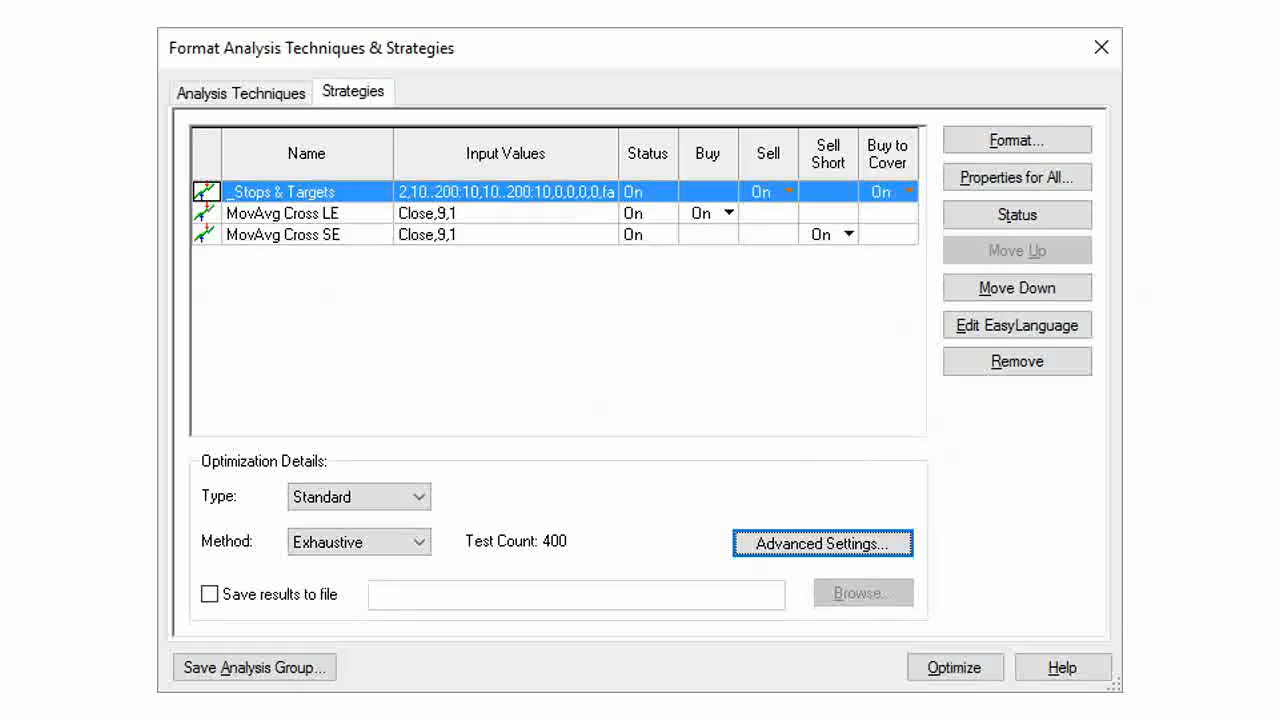 Format Analysis Techniques & Strategies
Analysis Techniques
Strategies
Name Input Values Status Buy Sell Sell Short Buy to Cover
_Stops & Targets 2,10..200:10,10..200:10,0,0,0,0,fa On On On
MovAvg Cross LE Close,9,1 On On
MovAvg Cross SE Close,9,1 On On
Format...
Properties for All...
Status
Move Up
Move Down
Edit EasyLanguage
Remove
Optimization Details:
Type: Standard
Method: Exhaustive Test Count: 400 Advanced Settings...
Save results to file Browse...
Save Analysis Group... Optimize Help